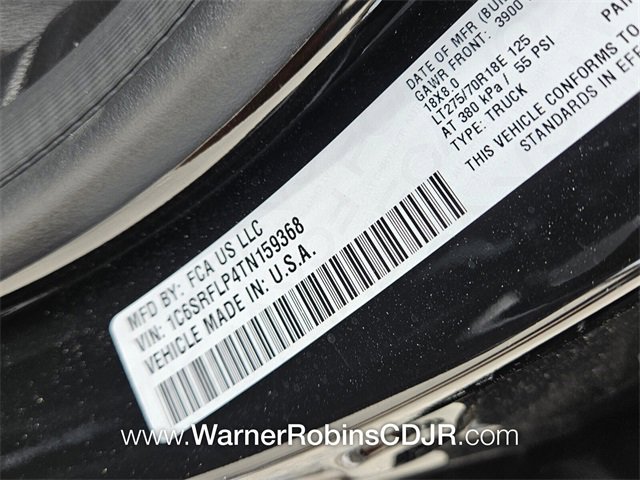 MFD BY: FCA US LLC
VIN: 1C6SRFLP4TN159368
VEHICLE MADE IN: U.S.A.
DATE OF MFR
GAWR FRONT: 3900
18X8.0
LT275/70R18E 125
AT 380 kPa / 55 PSI
TYPE: TRUCK
THIS VEHICLE CONFORMS TO
STANDARDS IN
www.WarnerRobinsCDJR.com